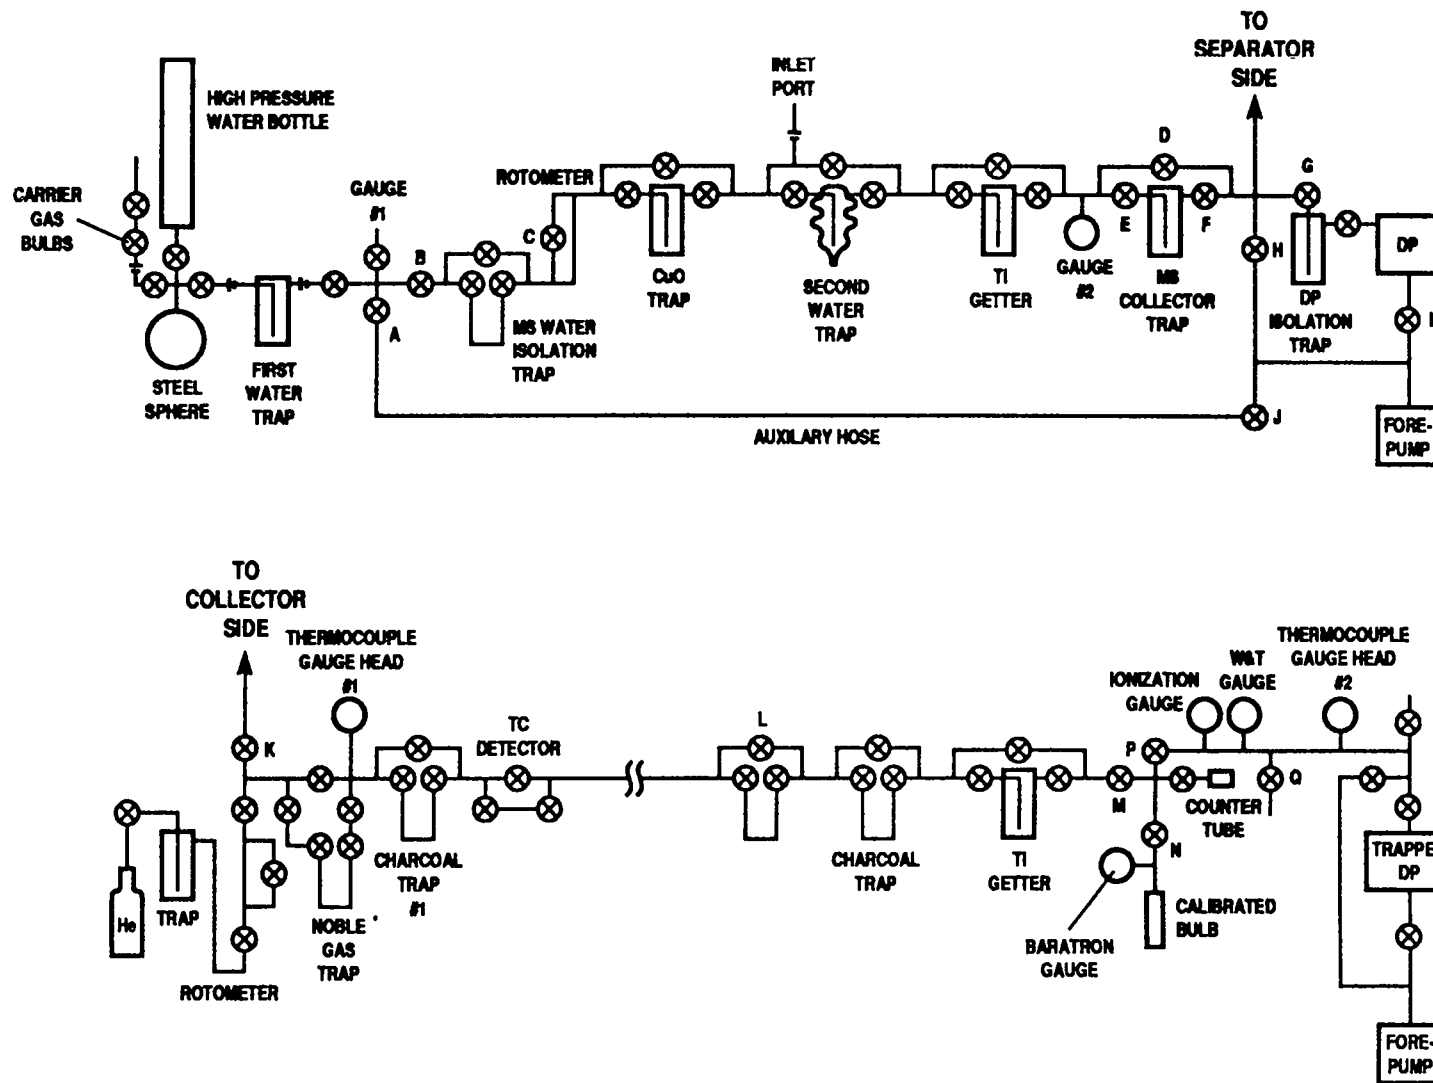 TO
SEPARATOR
SIDE
HIGH PRESSURE
WATER BOTTLE
INLET
PORT
CARRIER
GAS
BULBS
GAUGE
#1
ROTOMETER
B
C
D
E
F
G
H
A
STEEL
SPHERE
FIRST
WATER
TRAP
MS WATER
ISOLATION
TRAP
CuO
TRAP
SECOND
WATER
TRAP
TI
GETTER
GAUGE
#2
MS
COLLECTOR
TRAP
DP
ISOLATION
TRAP
DP
J
AUXILARY HOSE
FORE-
PUMP
TO
COLLECTOR
SIDE
THERMOCOUPLE
GAUGE HEAD
#1
K
TC
DETECTOR
L
IONIZATION
GAUGE
W&T
GAUGE
THERMOCOUPLE
GAUGE HEAD
#2
P
M
N
Q
COUNTER
TUBE
He
TRAP
ROTOMETER
NOBLE
GAS
TRAP
CHARCOAL
TRAP
#1
CHARCOAL
TRAP
TI
GETTER
BARATRON
GAUGE
CALIBRATED
BULB
TRAPPE
DP
FORE-
PUMP